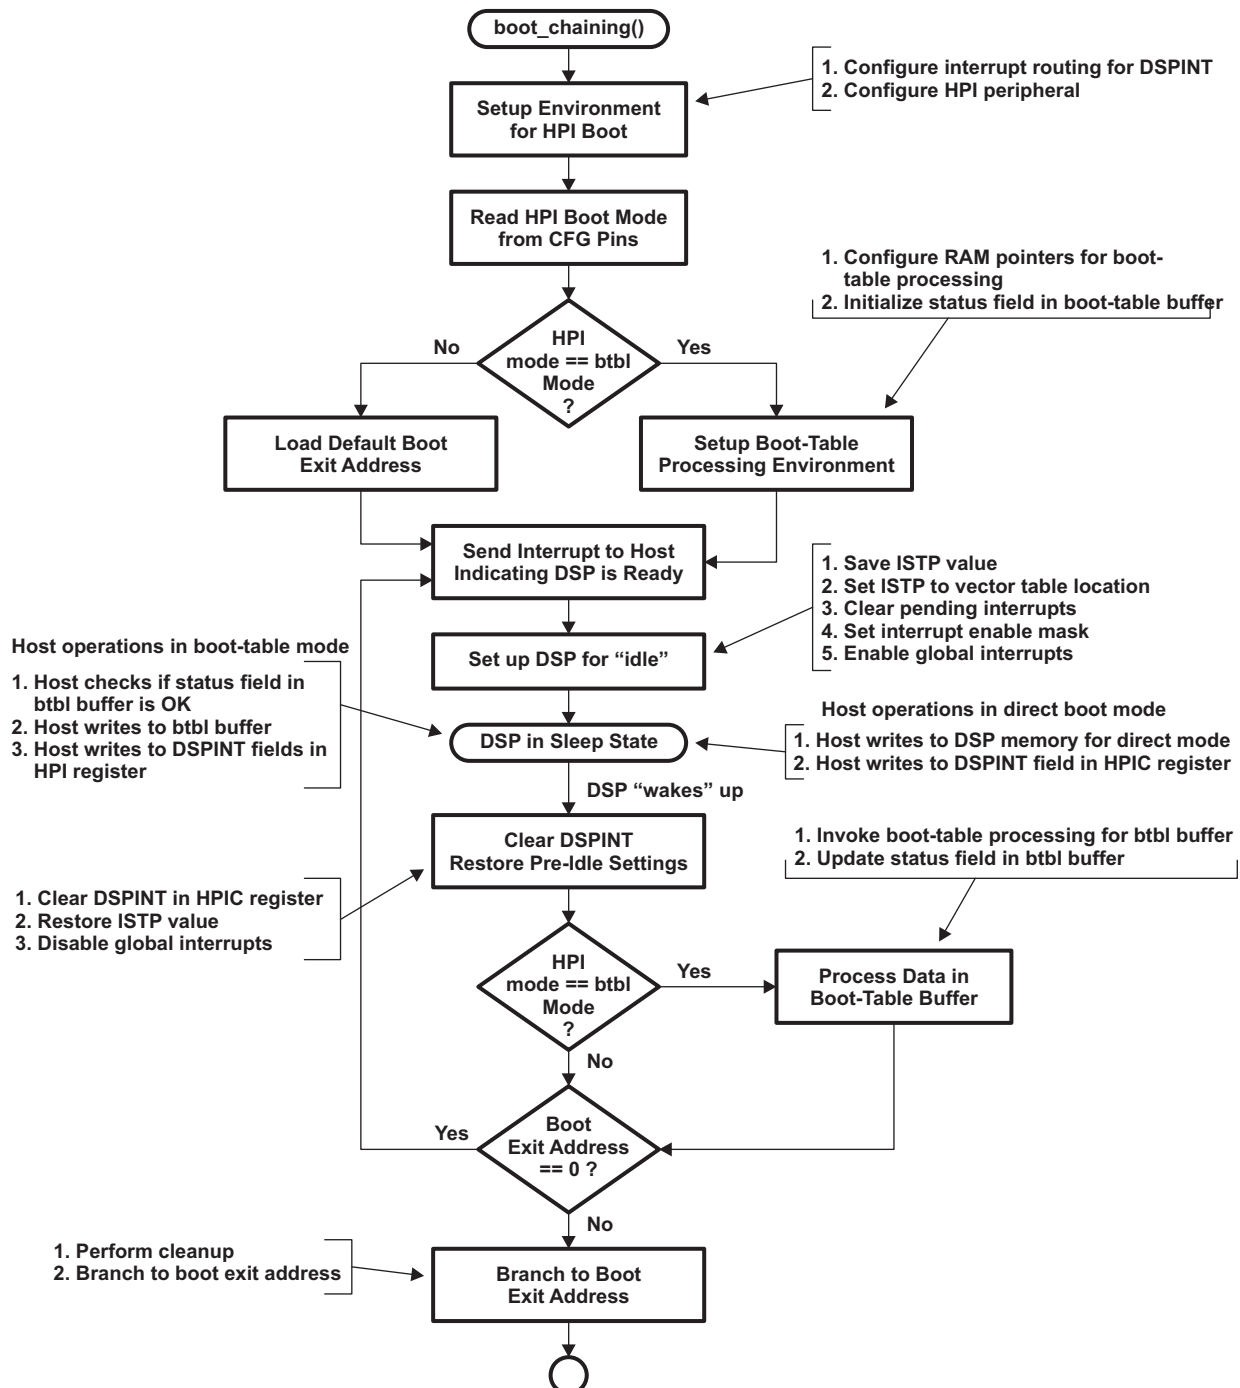 boot_chaining()
1. Configure interrupt routing for DSPINT
2. Configure HPI peripheral
Setup Environment
for HPI Boot
Read HPI Boot Mode
from CFG Pins
1. Configure RAM pointers for boot-
table processing
2. Initialize status field in boot-table buffer
HPI
mode == btbl
Mode
?
No
Yes
Load Default Boot
Exit Address
Setup Boot-Table
Processing Environment
Send Interrupt to Host
Indicating DSP is Ready
1. Save ISTP value
2. Set ISTP to vector table location
3. Clear pending interrupts
4. Set interrupt enable mask
5. Enable global interrupts
Set up DSP for “idle”
Host operations in boot-table mode
1. Host checks if status field in
btbl buffer is OK
2. Host writes to btbl buffer
3. Host writes to DSPINT fields in
HPI register
DSP in Sleep State
Host operations in direct boot mode
1. Host writes to DSP memory for direct mode
2. Host writes to DSPINT field in HPIC register
DSP “wakes” up
Clear DSPINT
Restore Pre-Idle Settings
1. Invoke boot-table processing for btbl buffer
2. Update status field in btbl buffer
1. Clear DSPINT in HPIC register
2. Restore ISTP value
3. Disable global interrupts
HPI
mode == btbl
Mode
?
Yes
Process Data in
Boot-Table Buffer
No
Boot
Exit Address
== 0 ?
Yes
No
1. Perform cleanup
2. Branch to boot exit address
Branch to Boot
Exit Address